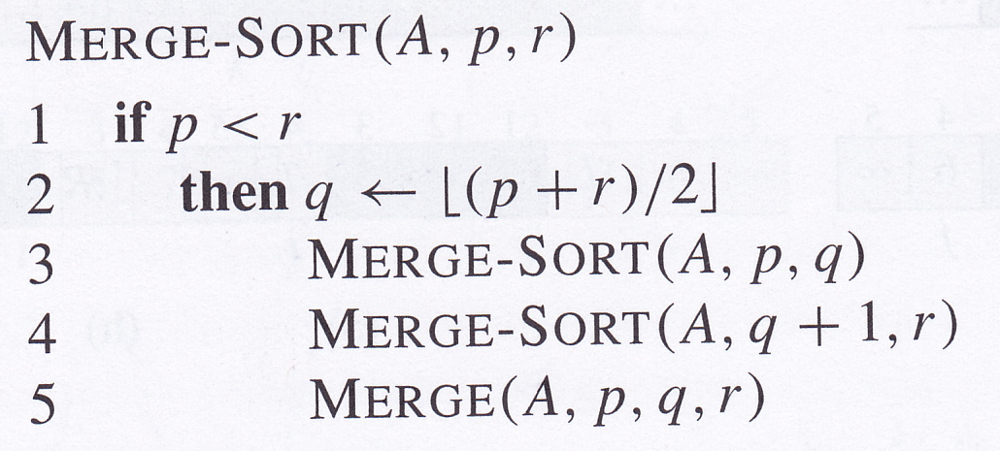 MERGE-SORT(A, p, r)
1 if p < r
2 then q ← ⌊(p + r)/2⌋
3 MERGE-SORT(A, p, q)
4 MERGE-SORT(A, q + 1, r)
5 MERGE(A, p, q, r)